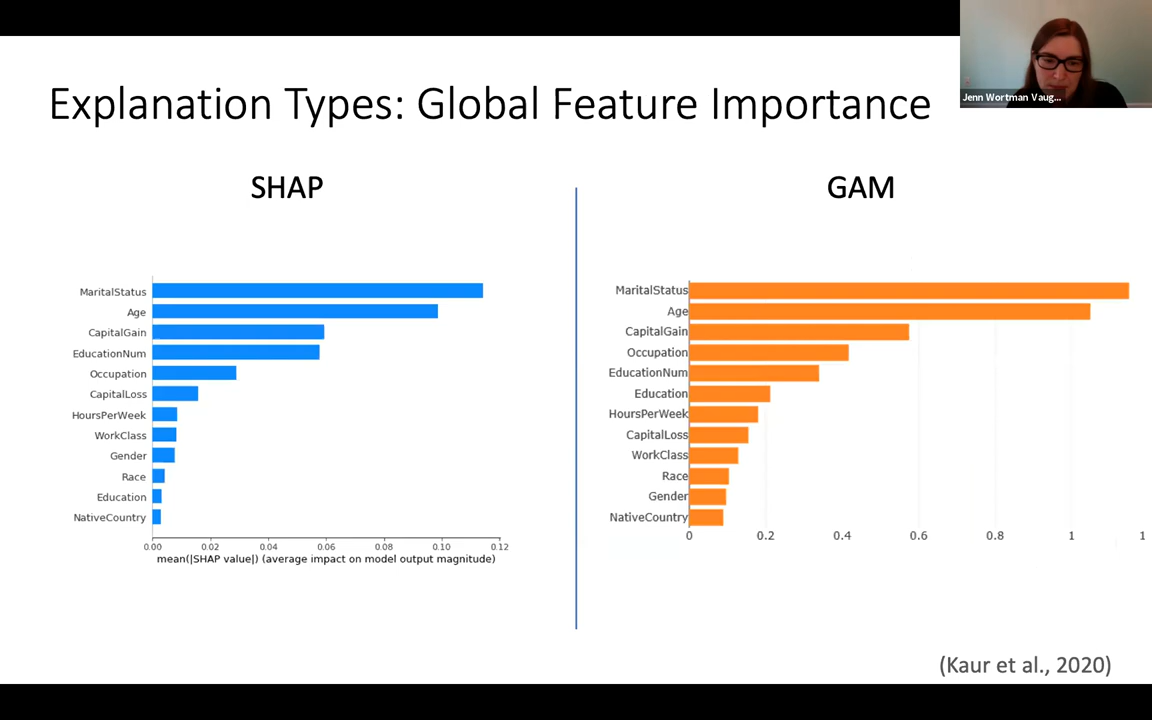 Explanation Types: Global Feature Importance
Jenn Wortman Vaug...
SHAP
MaritalStatus
Age
CapitalGain
EducationNum
Occupation
CapitalLoss
HoursPerWeek
WorkClass
Gender
Race
Education
NativeCountry
0.00 0.02 0.04 0.06 0.08 0.10 0.12
mean(|SHAP value|) (average impact on model output magnitude)
GAM
MaritalStatus
Age
CapitalGain
Occupation
EducationNum
Education
HoursPerWeek
CapitalLoss
WorkClass
Race
Gender
NativeCountry
0 0.2 0.4 0.6 0.8 1 1
(Kaur et al., 2020)